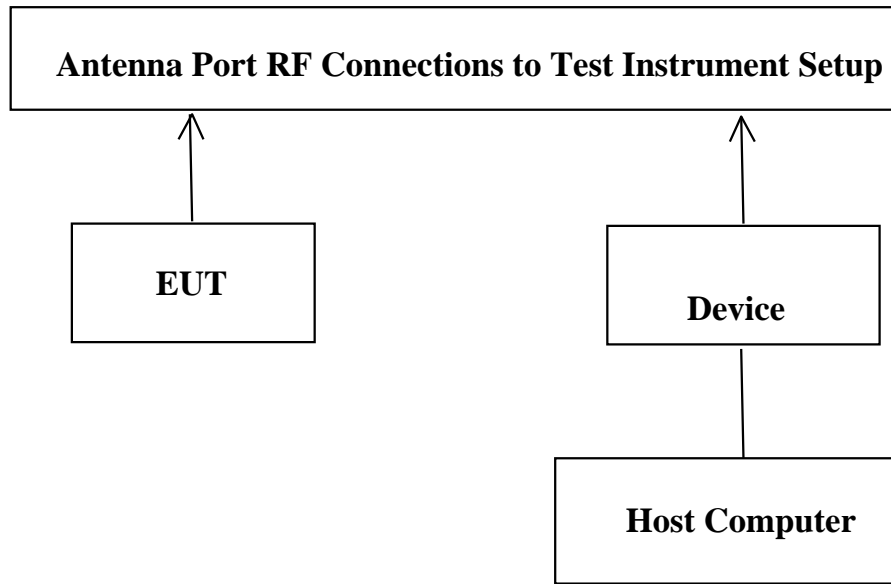 Antenna Port RF Connections to Test Instrument Setup
EUT
Device
Host Computer